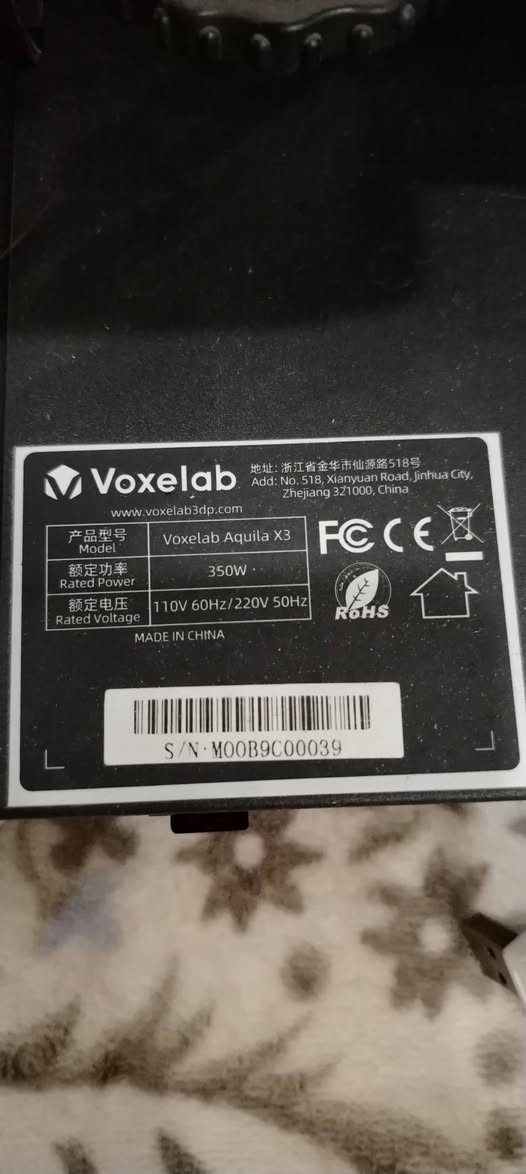 Voxelab
地址: 浙江省金华市仙源路518号
Add: No. 518, Xianyuan Road, Jinhua City,
Zhejiang 321000, China
www.voxelab3dp.com
产品型号 Voxelab Aquila X3
Model
额定功率 350W
Rated Power
额定电压 110V 60Hz/220V 50Hz
Rated Voltage
FC CE
RoHS
MADE IN CHINA
S/N·M00B9C00039